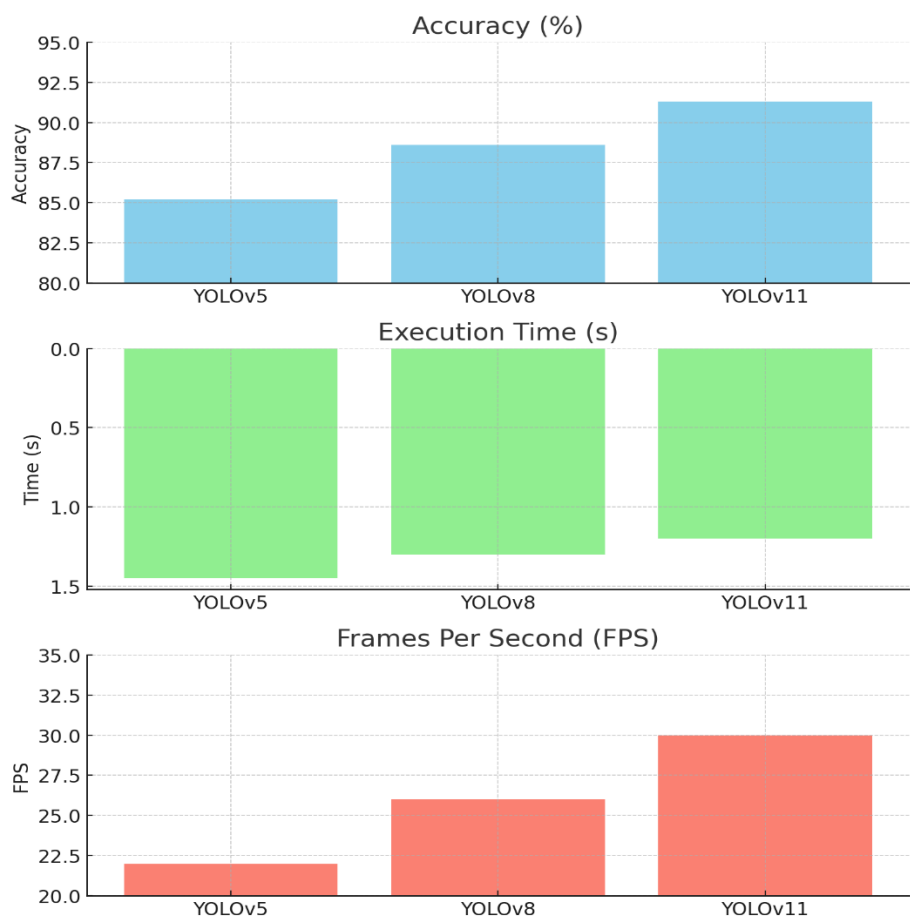 Accuracy (%)
95.0
92.5
90.0
87.5
85.0
82.5
80.0
Accuracy
YOLOv5 YOLOv8 YOLOv11
Execution Time (s)
0.0
0.5
1.0
1.5
Time (s)
YOLOv5 YOLOv8 YOLOv11
Frames Per Second (FPS)
35.0
32.5
30.0
27.5
25.0
22.5
20.0
FPS
YOLOv5 YOLOv8 YOLOv11